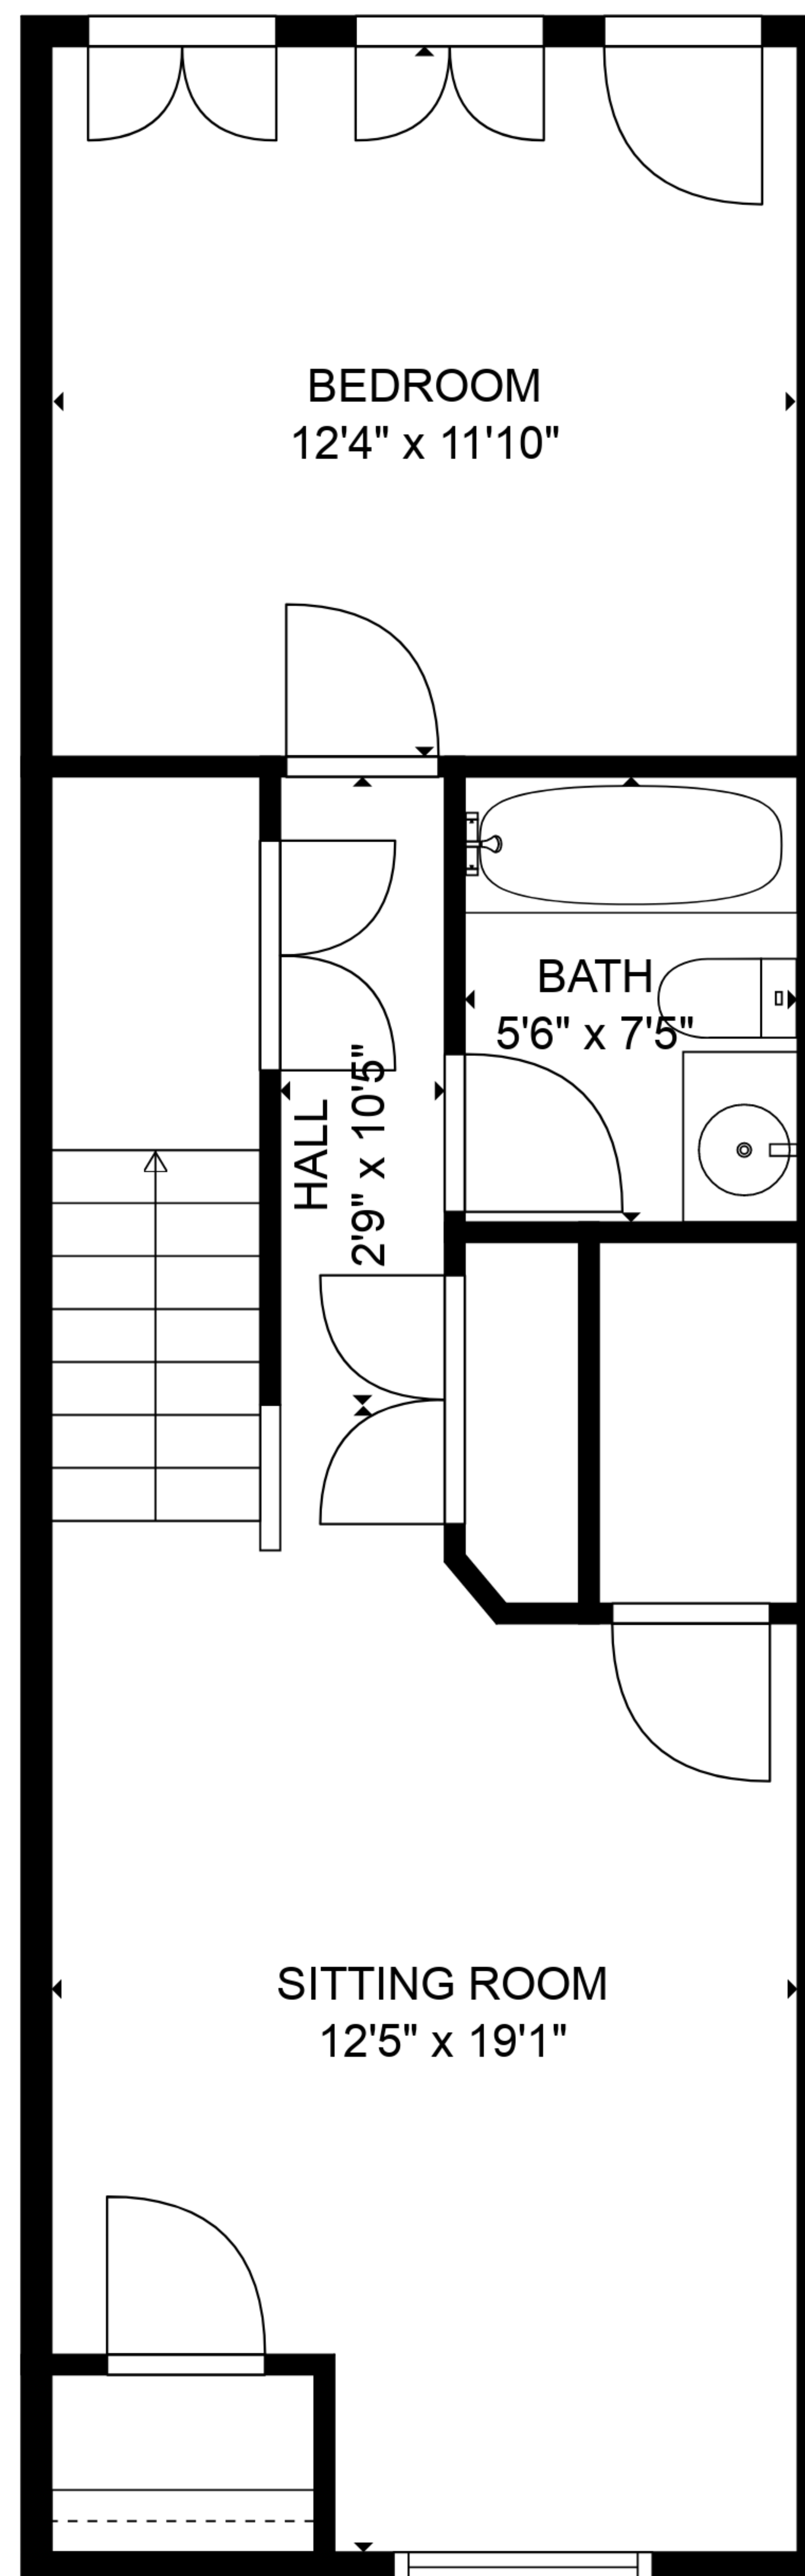 BEDROOM
12'4" x 11'10"
BATH
5'6" x 7'5"
HALL
2'9" x 10'5"
SITTING ROOM
12'5" x 19'1"